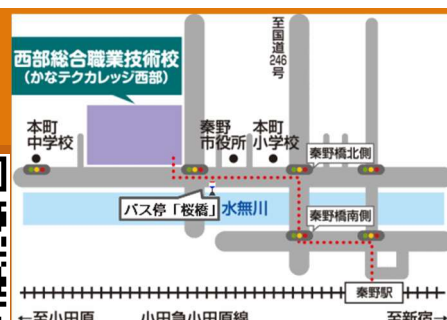 西部総合職業技術校
（かなテクカレッジ西部）
至国道246号
本町
中学校
秦野
市役所
本町
小学校
秦野橋北側
バス停「桜橋」
水無川
秦野橋南側
秦野駅
←至小田原
小田急小田原線
至新宿→